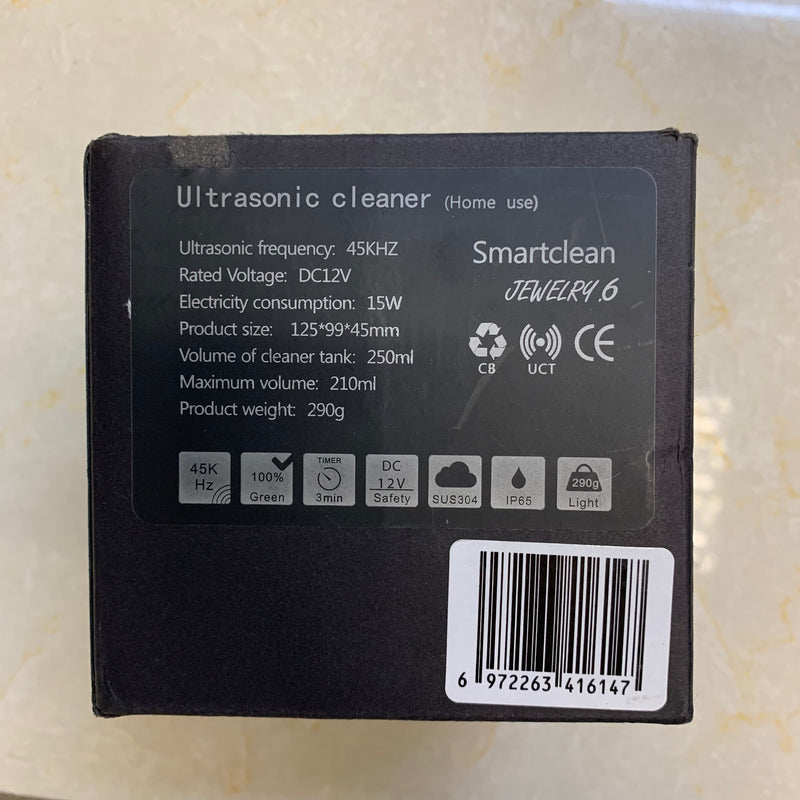 Ultrasonic cleaner (Home use)
Ultrasonic frequency: 45KHZ
Rated Voltage: DC12V
Electricity consumption: 15W
Product size: 125*99*45mm
Volume of cleaner tank: 250ml
Maximum volume: 210ml
Product weight: 290g
Smartclean
JEWELRY.6
CB
UCT
CE
45K
Hz
100%
Green
TIMER
3min
DC
12V
Safety
SUS304
IP65
290g
Light
6 972263 416147